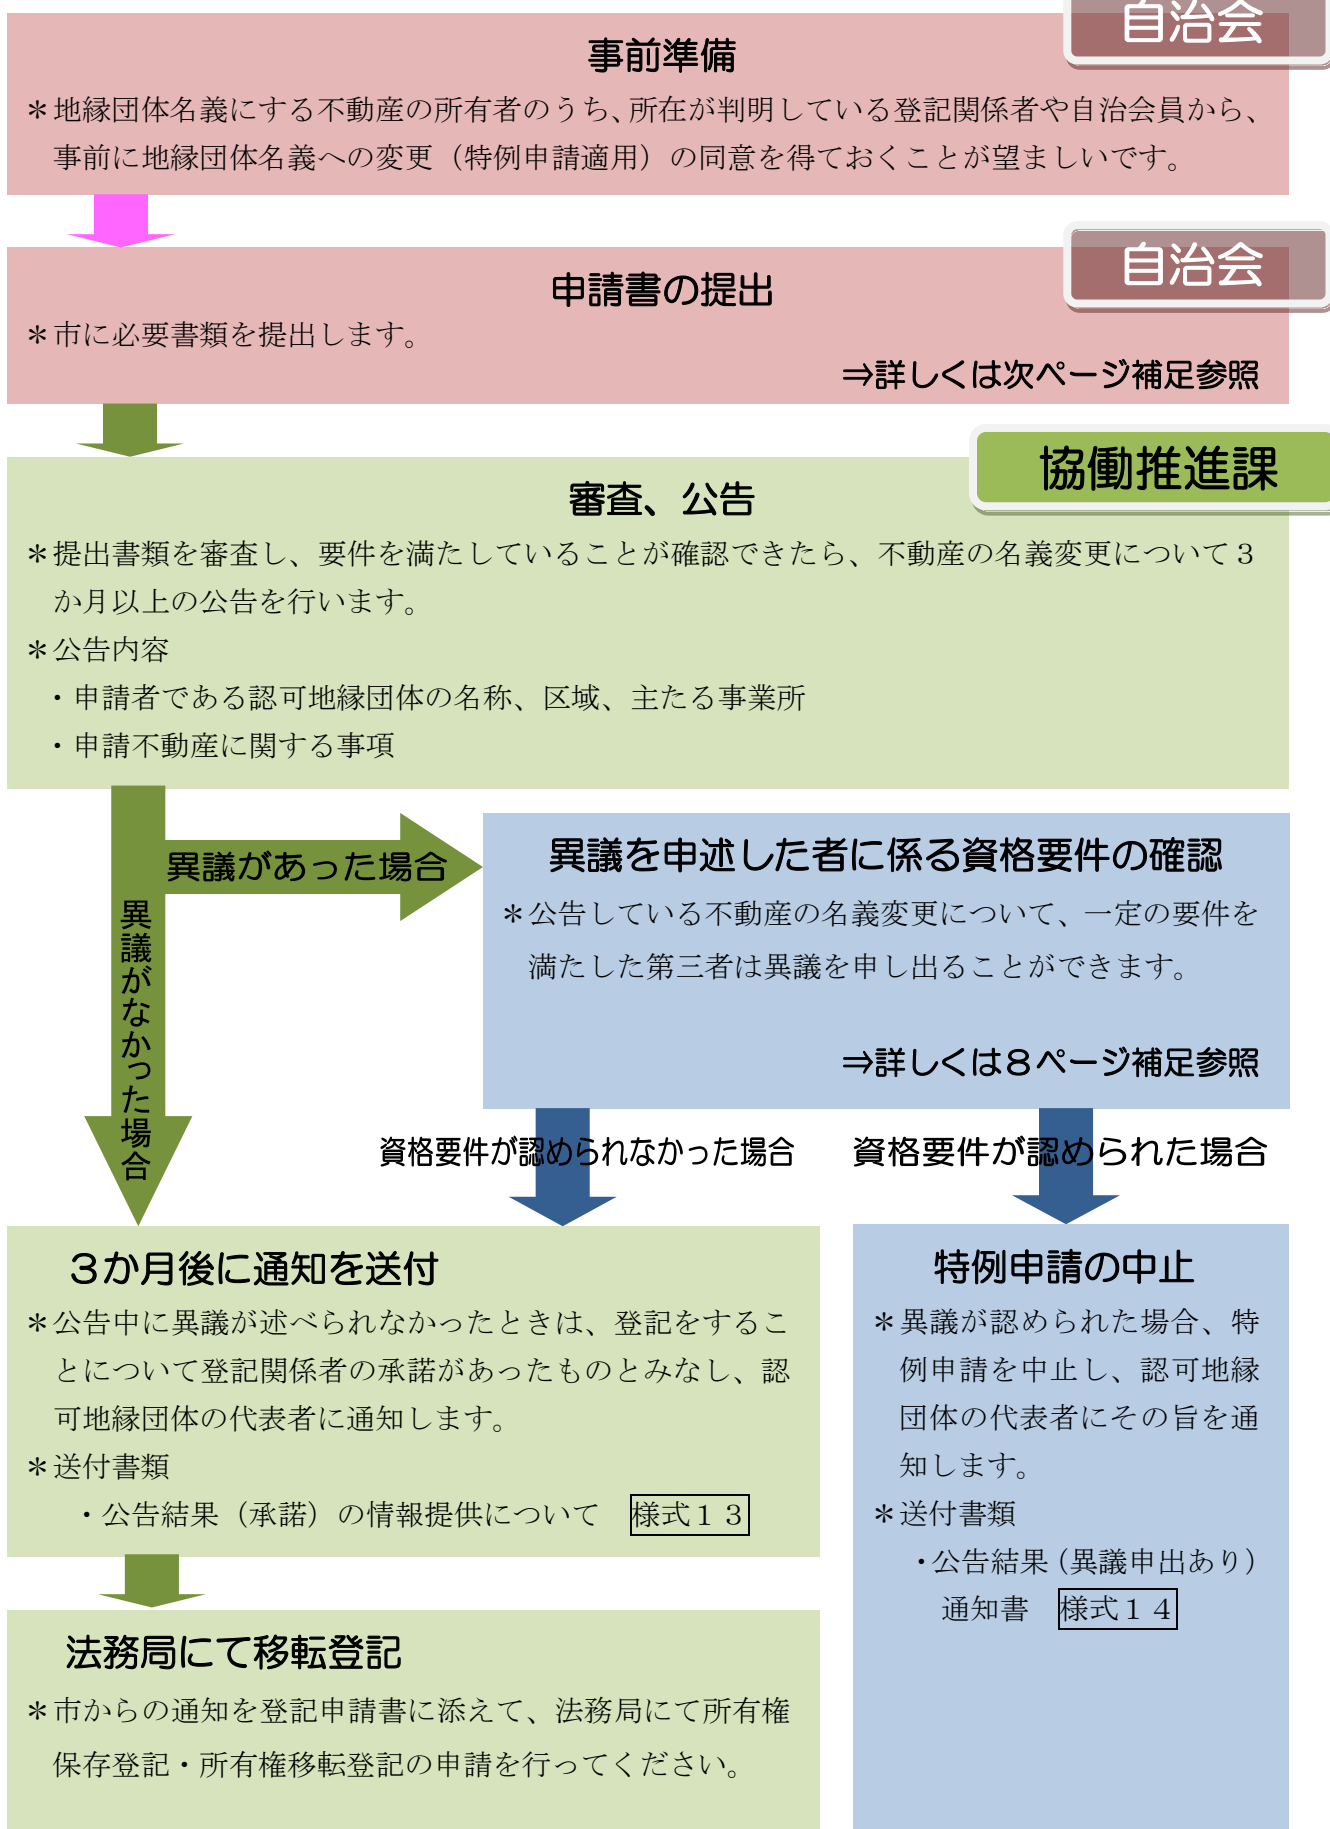 自治会
事前準備
＊地縁団体名義にする不動産の所有者のうち、所在が判明している登記関係者や自治会員から、
事前に地縁団体名義への変更（特例申請適用）の同意を得ておくことが望ましいです。
自治会
申請書の提出
＊市に必要書類を提出します。
⇒詳しくは次ページ補足参照
協働推進課
審査、公告
＊提出書類を審査し、要件を満たしていることが確認できたら、不動産の名義変更について３
か月以上の公告を行います。
＊公告内容
・申請者である認可地縁団体の名称、区域、主たる事業所
・申請不動産に関する事項
異議があった場合
異議がなかった場合
異議を申述した者に係る資格要件の確認
＊公告している不動産の名義変更について、一定の要件を
満たした第三者は異議を申し出ることができます。
⇒詳しくは８ページ補足参照
資格要件が認められなかった場合
資格要件が認められた場合
３か月後に通知を送付
＊公告中に異議が述べられなかったときは、登記をするこ
とについて登記関係者の承諾があったものとみなし、認
可地縁団体の代表者に通知します。
＊送付書類
・公告結果（承諾）の情報提供について　様式１３
特例申請の中止
＊異議が認められた場合、特
例申請を中止し、認可地縁
団体の代表者にその旨を通
知します。
＊送付書類
・公告結果（異議申出あり）
通知書　様式１４
法務局にて移転登記
＊市からの通知を登記申請書に添えて、法務局にて所有権
保存登記・所有権移転登記の申請を行ってください。